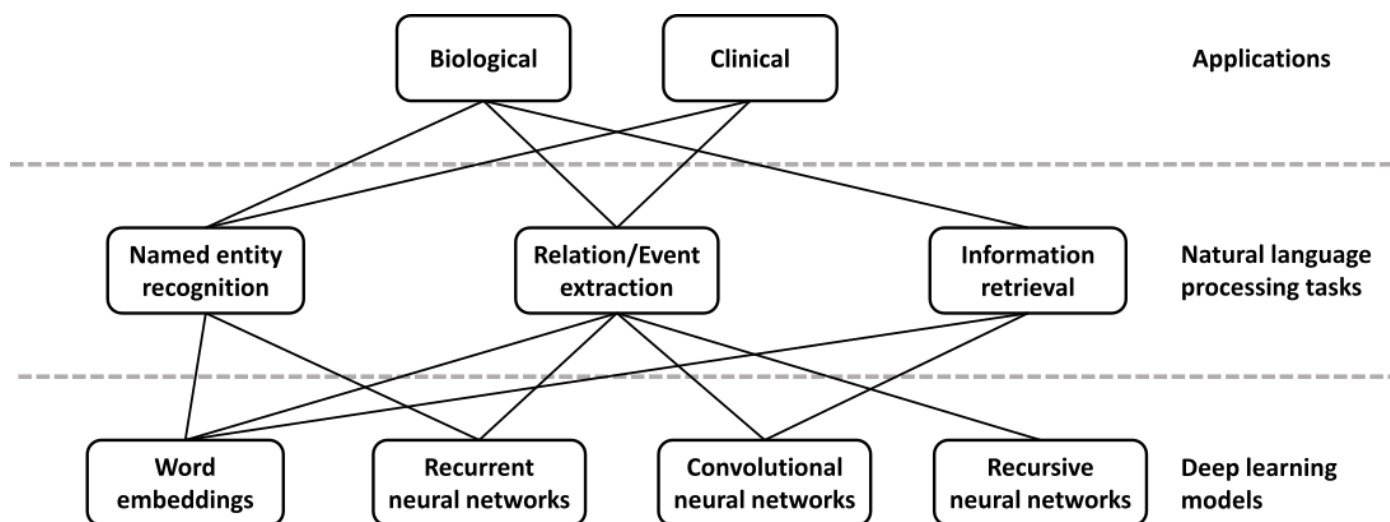 Biological
Clinical
Applications
Named entity
recognition
Relation/Event
extraction
Information
retrieval
Natural language
processing tasks
Word
embeddings
Recurrent
neural networks
Convolutional
neural networks
Recursive
neural networks
Deep learning
models